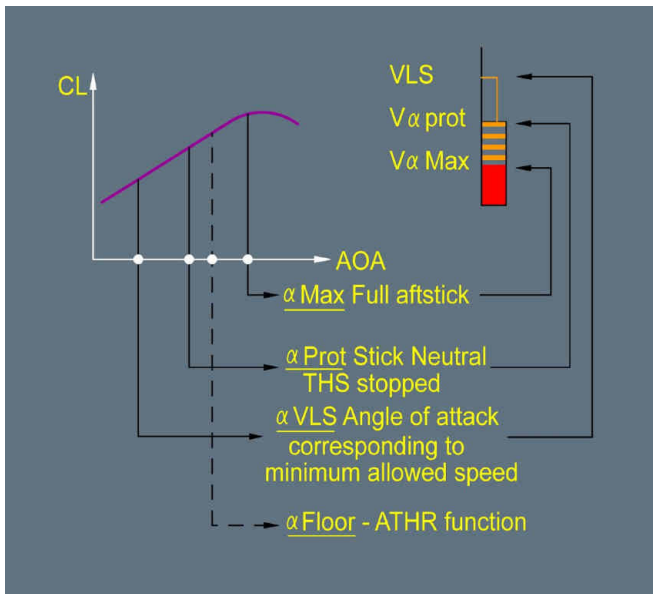 CL
VLS
Vα prot
Vα Max
AOA
α Max Full aftstick
α Prot Stick Neutral
THS stopped
α VLS Angle of attack
corresponding to
minimum allowed speed
α Floor - ATHR function